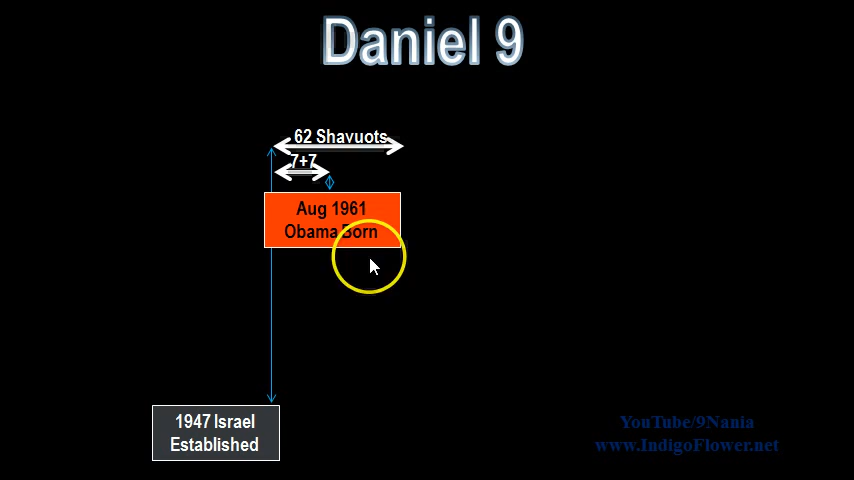 Daniel 9
62 Shavuots
7+7
Aug 1961
Obama Born
1947 Israel
Established
YouTube/9Nania
www.IndigoFlower.net